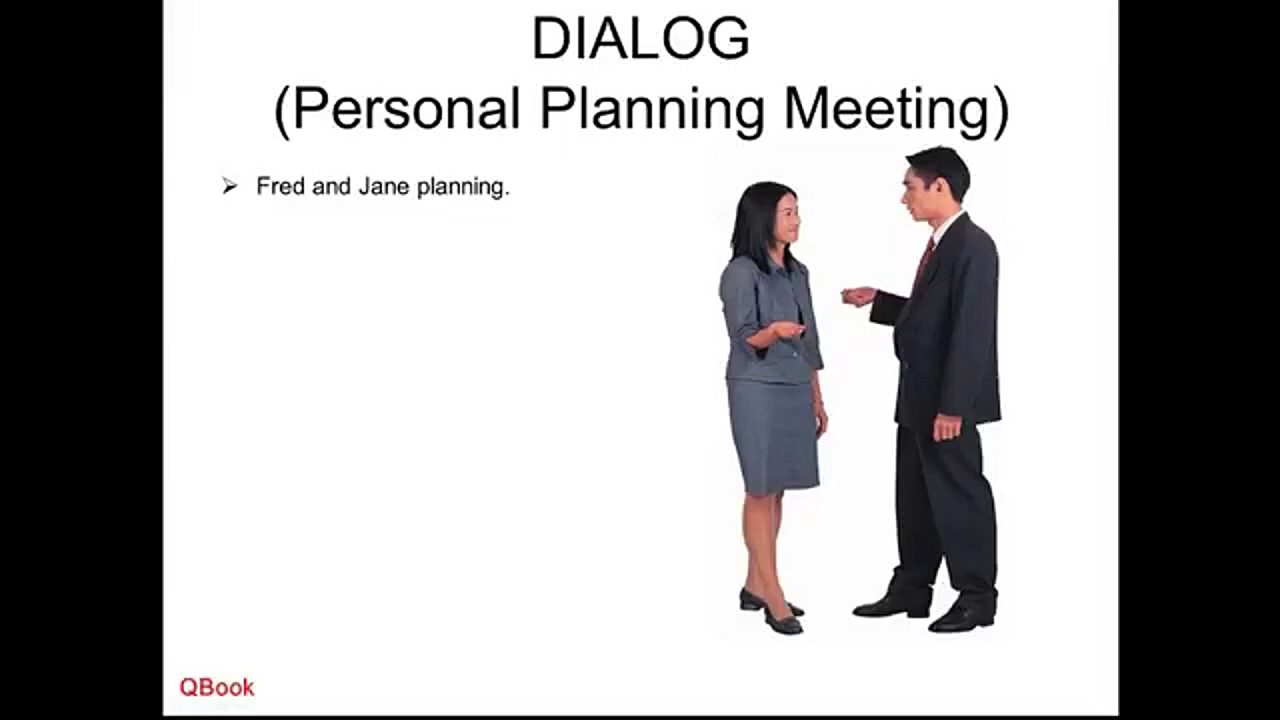 DIALOG
(Personal Planning Meeting)
Fred and Jane planning.
QBook